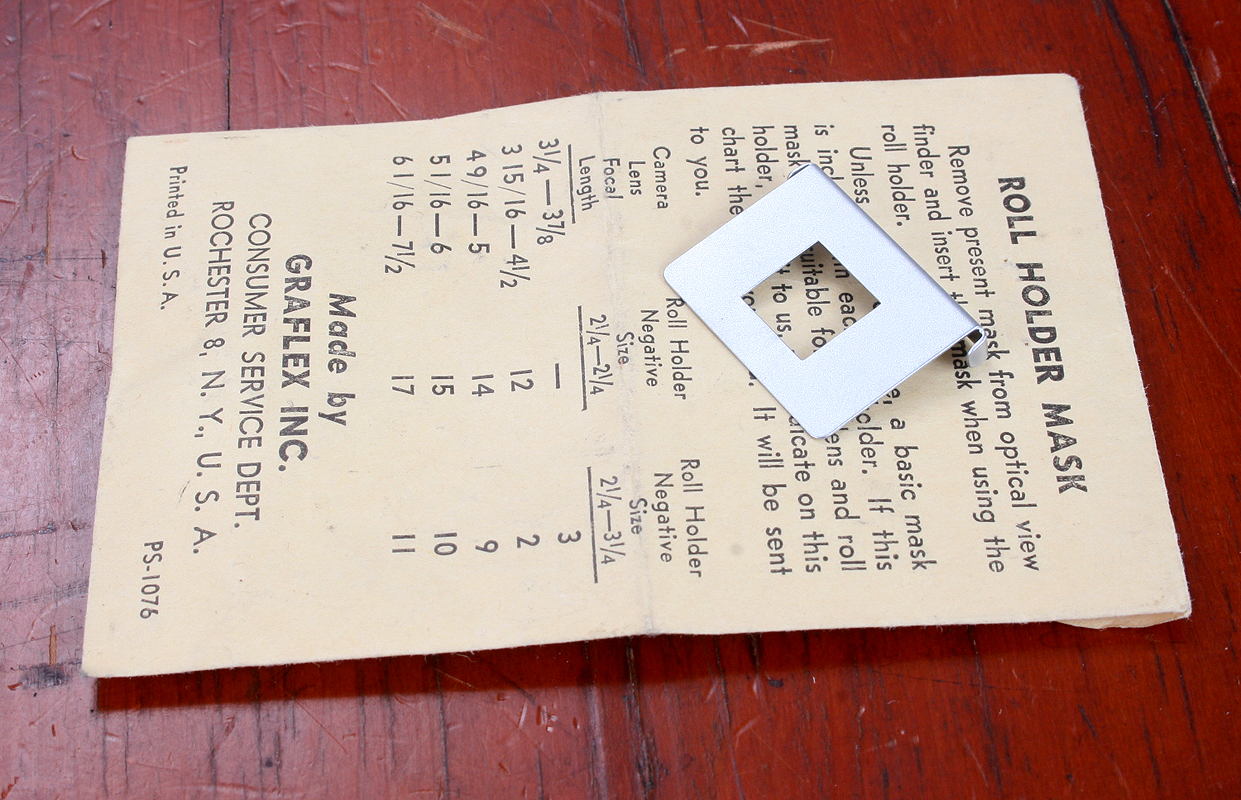 ROLL HOLDER MASK
Remove present mask from optical view
finder and insert mask when using the
roll holder.
Unless a basic mask
is in each If this
mask and roll
holder, to us, on this
chart the It will be sent
to you.
Camera Roll Holder Roll Holder
Lens Negative Negative
Focal Size Size
Length 2¼—2¼ 2¼—3¼
3¼—3⅞ — 3
3 15/16—4½ 12 2
4 9/16—5 14 9
5 1/16—6 15 10
6 1/16—7½ 17 11
Made by
GRAFLEX INC.
CONSUMER SERVICE DEPT.
ROCHESTER 8, N. Y., U. S. A.
Printed in U. S. A. PS-1076